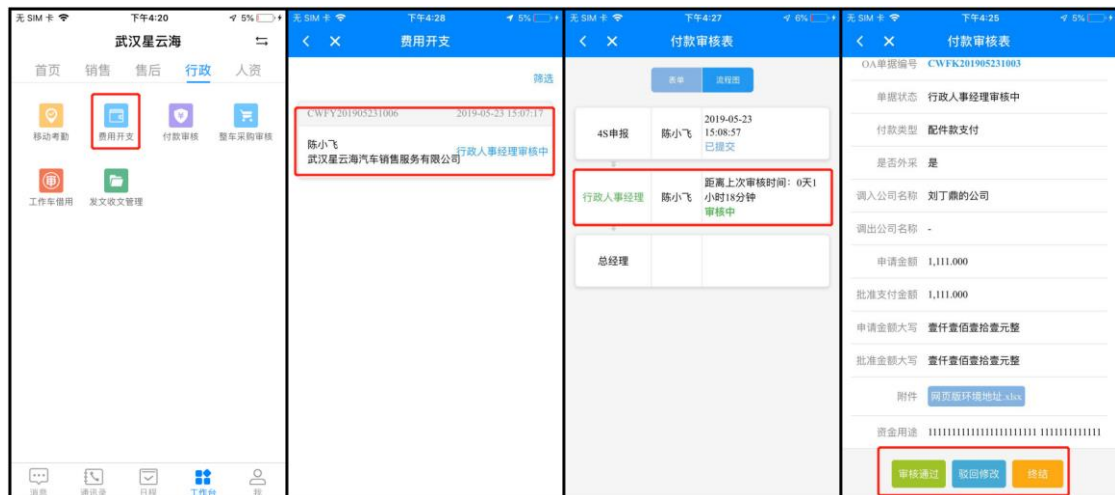 无 SIM 卡
下午4:20
5%
武汉星云海
首页
销售
售后
行政
人资
移动考勤
费用开支
付款审核
整车采购审核
工作车借用
发文收文管理
消息
通讯录
日程
工作台
我
无 SIM 卡
下午4:28
5%
费用开支
筛选
CWFY201905231006
2019-05-23 15:07:17
陈小飞
武汉星云海汽车销售服务有限公司
行政人事经理审核中
无 SIM 卡
下午4:27
6%
付款审核表
表单
流程图
4S申报
陈小飞
2019-05-23
15:08:57
已提交
行政人事经理
陈小飞
距离上次审核时间：0天1
小时18分钟
审核中
总经理
无 SIM 卡
下午4:25
5%
付款审核表
OA单据编号 CWFK201905231003
单据状态 行政人事经理审核中
付款类型 配件款支付
是否外采 是
调入公司名称 刘丁鼎的公司
调出公司名称 -
申请金额 1,111.000
批准支付金额 1,111.000
申请金额大写 壹仟壹佰壹拾壹元整
批准金额大写 壹仟壹佰壹拾壹元整
附件 网页版环境地址.xlsx
资金用途
审核通过
驳回修改
终结